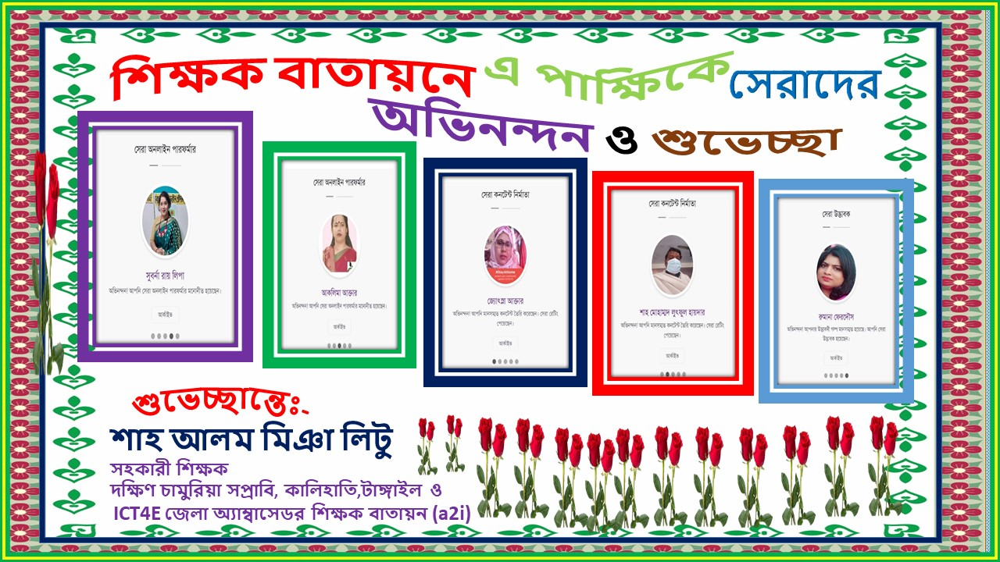 শিক্ষক বাতায়নে এ পাক্ষিকে সেরাদের
অভিনন্দন ও শুভেচ্ছা
সেরা অনলাইন পারফর্মার
সুবর্না রায় লিপা
অভিনন্দন! আপনি সেরা অনলাইন পারফর্মার মনোনীত হয়েছেন।
আর্কাইভ
সেরা অনলাইন পারফর্মার
আকলিমা আক্তার
অভিনন্দন! আপনি সেরা অনলাইন পারফর্মার মনোনীত হয়েছেন।
আর্কাইভ
সেরা কনটেন্ট নির্মাতা
জ্যোৎস্না আক্তার
অভিনন্দন! আপনি মানসম্মত কনটেন্ট তৈরি করেছেন। সেরা রেটিং
পেয়েছেন।
আর্কাইভ
সেরা কনটেন্ট নির্মাতা
শাহ মোহাম্মদ লুৎফুল হায়দার
অভিনন্দন! আপনি মানসম্মত কনটেন্ট তৈরি করেছেন। সেরা রেটিং
পেয়েছেন।
আর্কাইভ
সেরা উদ্ভাবক
রুমানা ফেরদৌস
অভিনন্দন! আপনার উদ্ভাবনী গল্প মানসম্মত হয়েছে। আপনি সেরা
উদ্ভাবক হয়েছেন।
আর্কাইভ
শুভেচ্ছান্তেঃ-
শাহ আলম মিঞা লিটু
সহকারী শিক্ষক
দক্ষিণ চামুরিয়া সপ্রাবি, কালিহাতি,টাঙ্গাইল ও
ICT4E জেলা অ্যাম্বাসেডর শিক্ষক বাতায়ন (a2i)